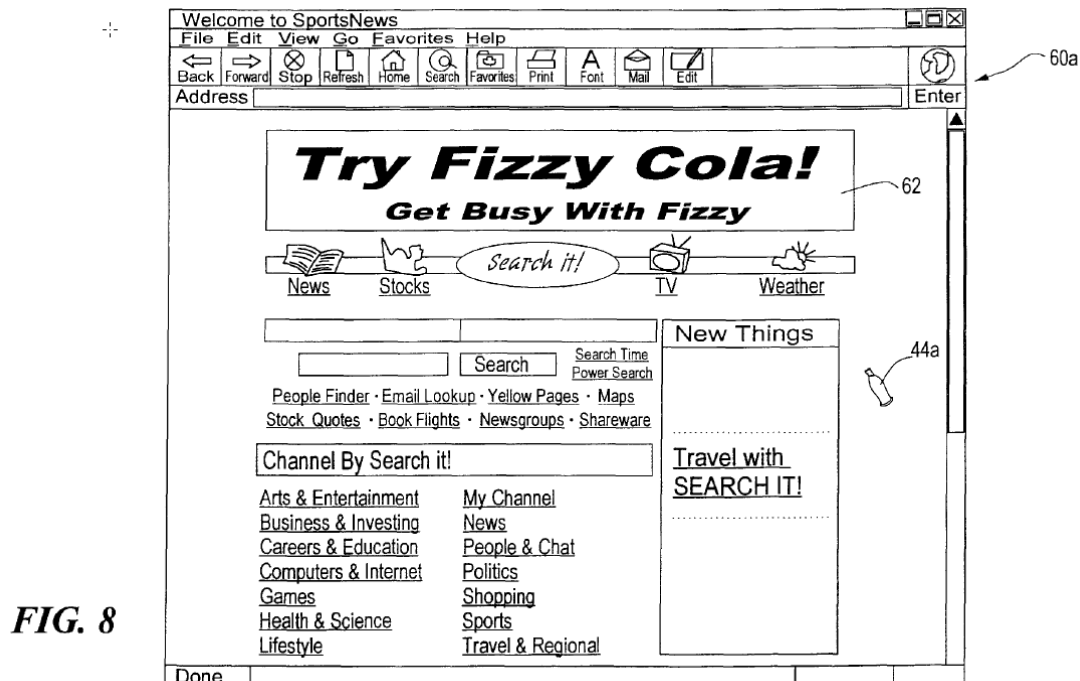 Welcome to SportsNews
File Edit View Go Favorites Help
Back Forward Stop Refresh Home Search Favorites Print Font Mail Edit
60a
Address Enter
Try Fizzy Cola!
62
Get Busy With Fizzy
Search it!
News Stocks TV Weather
New Things
Search Search Time
Power Search
44a
People Finder · Email Lookup · Yellow Pages · Maps
Stock Quotes · Book Flights · Newsgroups · Shareware
Channel By Search it!
Travel with
SEARCH IT!
Arts & Entertainment My Channel
Business & Investing News
Careers & Education People & Chat
Computers & Internet Politics
Games Shopping
Health & Science Sports
Lifestyle Travel & Regional
FIG. 8
Done